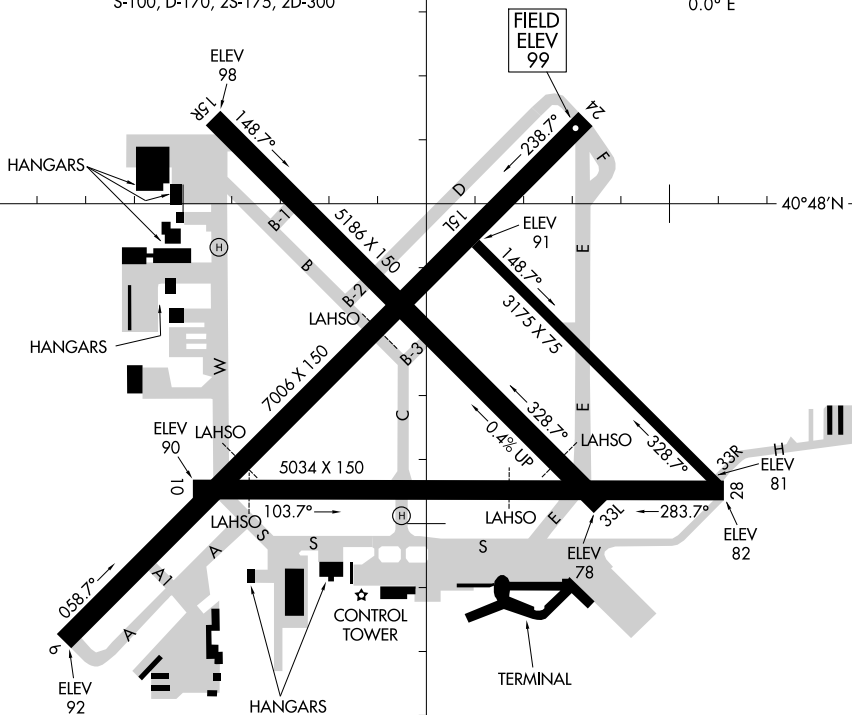 S-100, D-170, 2S-175, 2D-300
0.0° E
FIELD
ELEV
99
ELEV
98
15R
148.7°
24
238.7°
F
HANGARS
D
40°48'N
B-1
5186 X 150
15L
ELEV
91
H
B
E
148.7°
B-2
3175 X 75
LAHSO
HANGARS
B-3
7006 X 150
W
C
E
328.7°
0.4% UP
ELEV
90
LAHSO
LAHSO
328.7°
33R
H
5034 X 150
ELEV
81
10
28
LAHSO
103.7°
H
LAHSO
E
33L
283.7°
ELEV
82
S
S
S
A
ELEV
78
A1
058.7°
A
CONTROL
TOWER
6
TERMINAL
ELEV
92
HANGARS